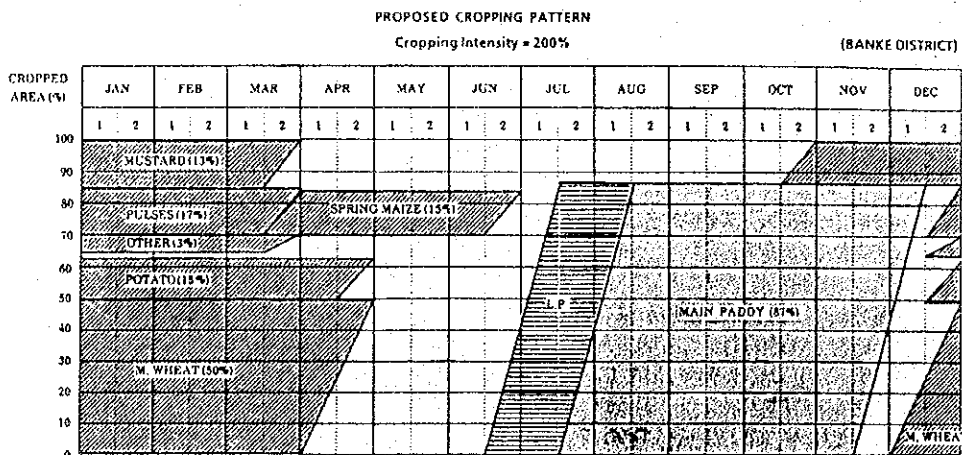 PROPOSED CROPPING PATTERN
Cropping Intensity = 200%
(BANKE DISTRICT)
CROPPED
AREA (%)
JAN FEB MAR APR MAY JUN JUL AUG SEP OCT NOV DEC
1 2 1 2 1 2 1 2 1 2 1 2 1 2 1 2 1 2 1 2 1 2 1 2
100
MUSTARD (13%)
90
80
PULSES (17%)
SPRING MAIZE (15%)
70
OTHER (3%)
60
POTATO (15%)
50
L.P
MAIN PADDY (87%)
40
30
M. WHEAT (50%)
20
10
0
M. WHEAT